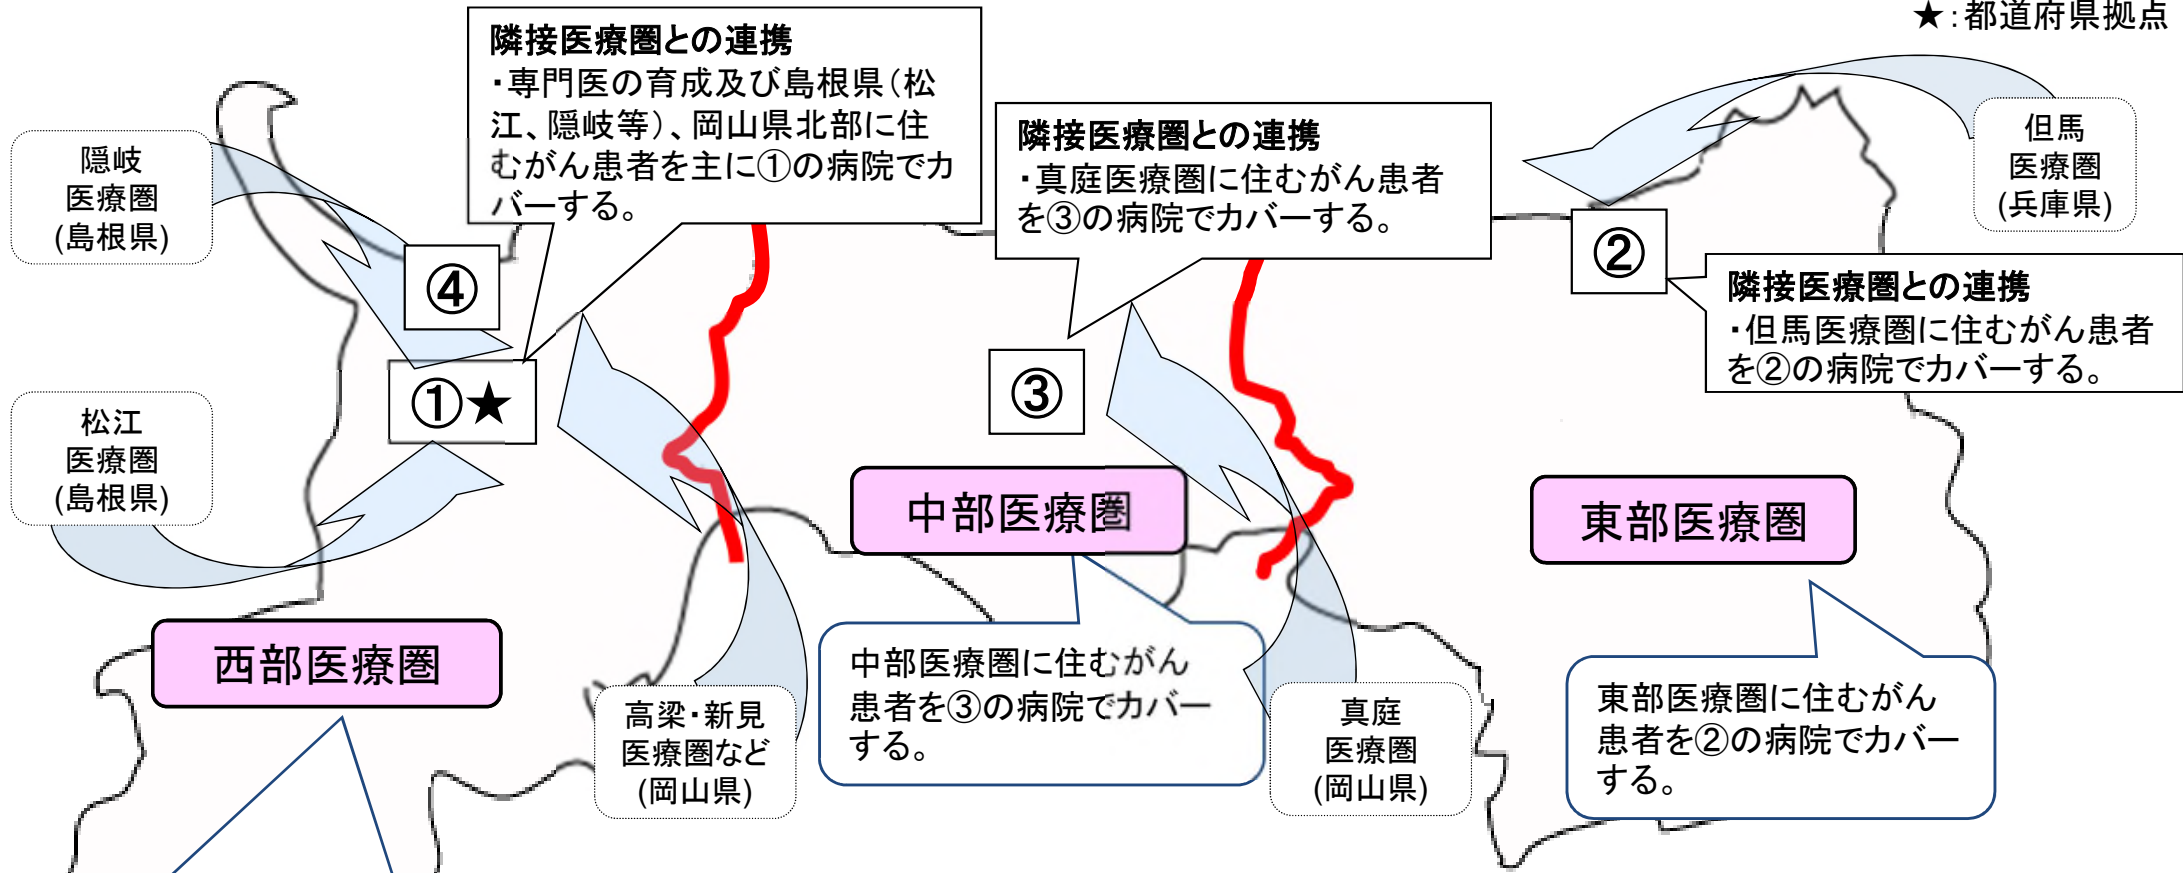 ★：都道府県拠点
隣接医療圏との連携
・専門医の育成及び島根県（松
江、隠岐等）、岡山県北部に住
むがん患者を主に①の病院でカ
バーする。
隣接医療圏との連携
・真庭医療圏に住むがん患者
を③の病院でカバーする。
但馬
医療圏
(兵庫県)
隠岐
医療圏
(島根県)
④
②
隣接医療圏との連携
・但馬医療圏に住むがん患者
を②の病院でカバーする。
①★
③
松江
医療圏
(島根県)
中部医療圏
東部医療圏
西部医療圏
中部医療圏に住むがん
患者を③の病院でカバー
する。
東部医療圏に住むがん
患者を②の病院でカバー
する。
高梁・新見
医療圏など
(岡山県)
真庭
医療圏
(岡山県)